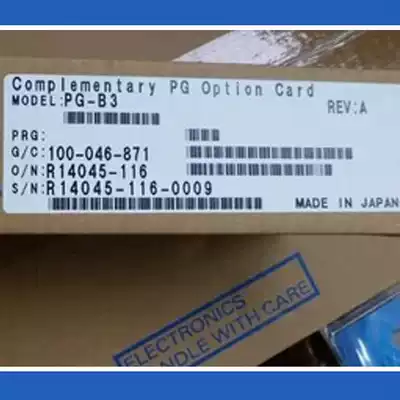 Complementary PG Option Card
MODEL:PG-B3
REV:A
PRG:
G/C:100-046-871
O/N:R14045-116
S/N:R14045-116-0009
MADE IN JAPAN
ELECTRONICS
NDLE WITH CARE